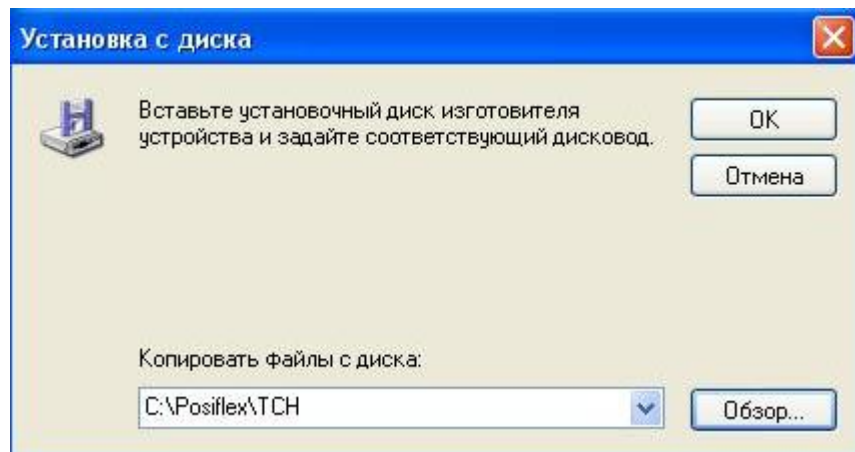 Установка с диска
Вставьте установочный диск изготовителя
устройства и задайте соответствующий дисковод.
OK
Отмена
Копировать файлы с диска:
C:\Posiflex\TCH
Обзор...